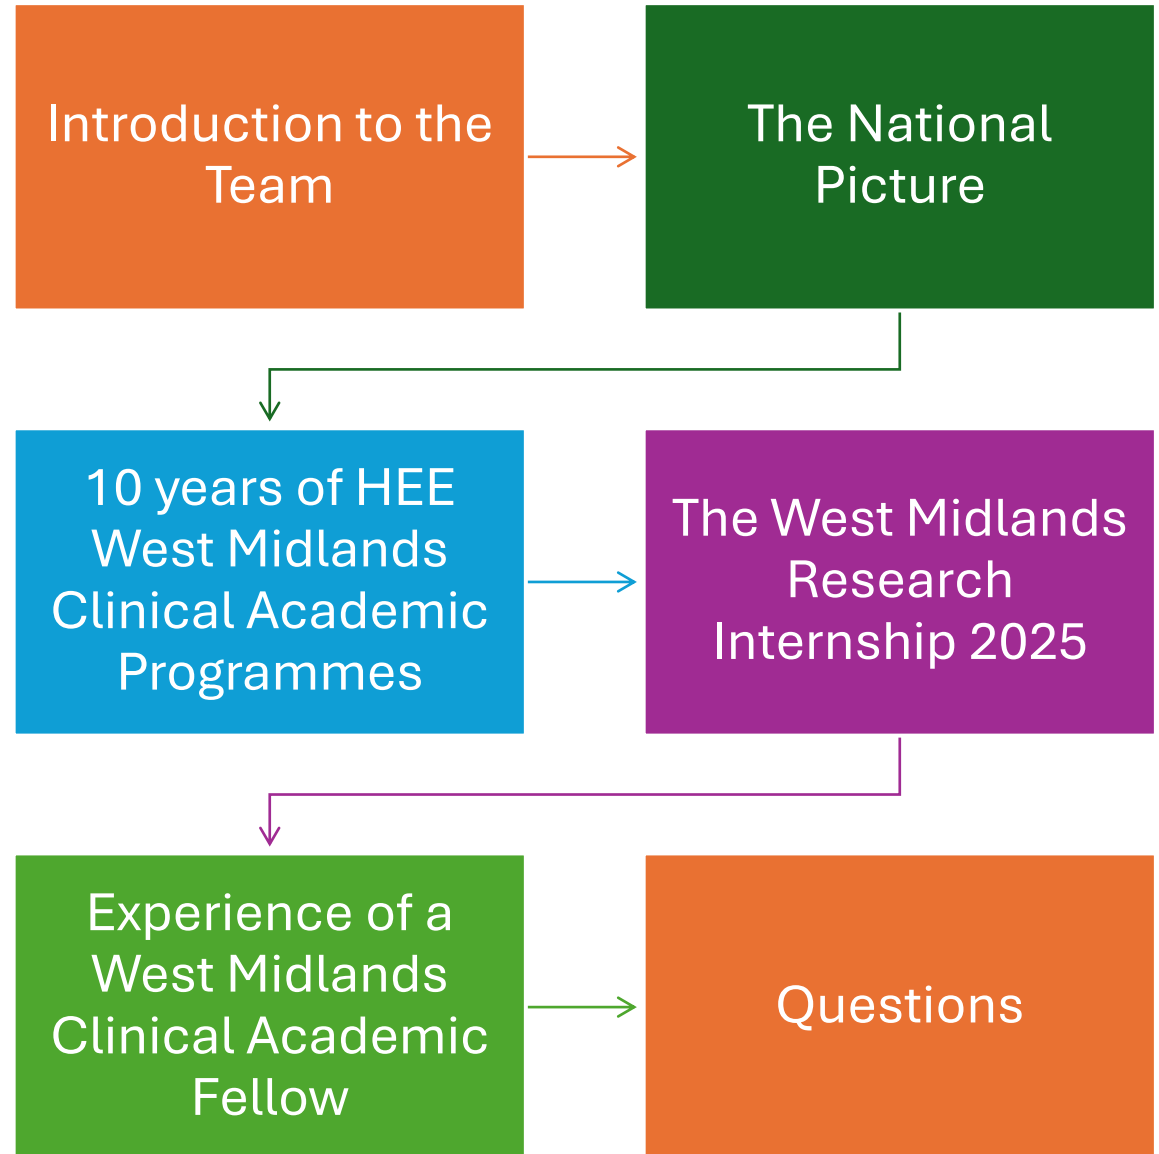 Introduction to the
Team
The National
Picture
10 years of HEE
West Midlands
Clinical Academic
Programmes
The West Midlands
Research
Internship 2025
Experience of a
West Midlands
Clinical Academic
Fellow
Questions